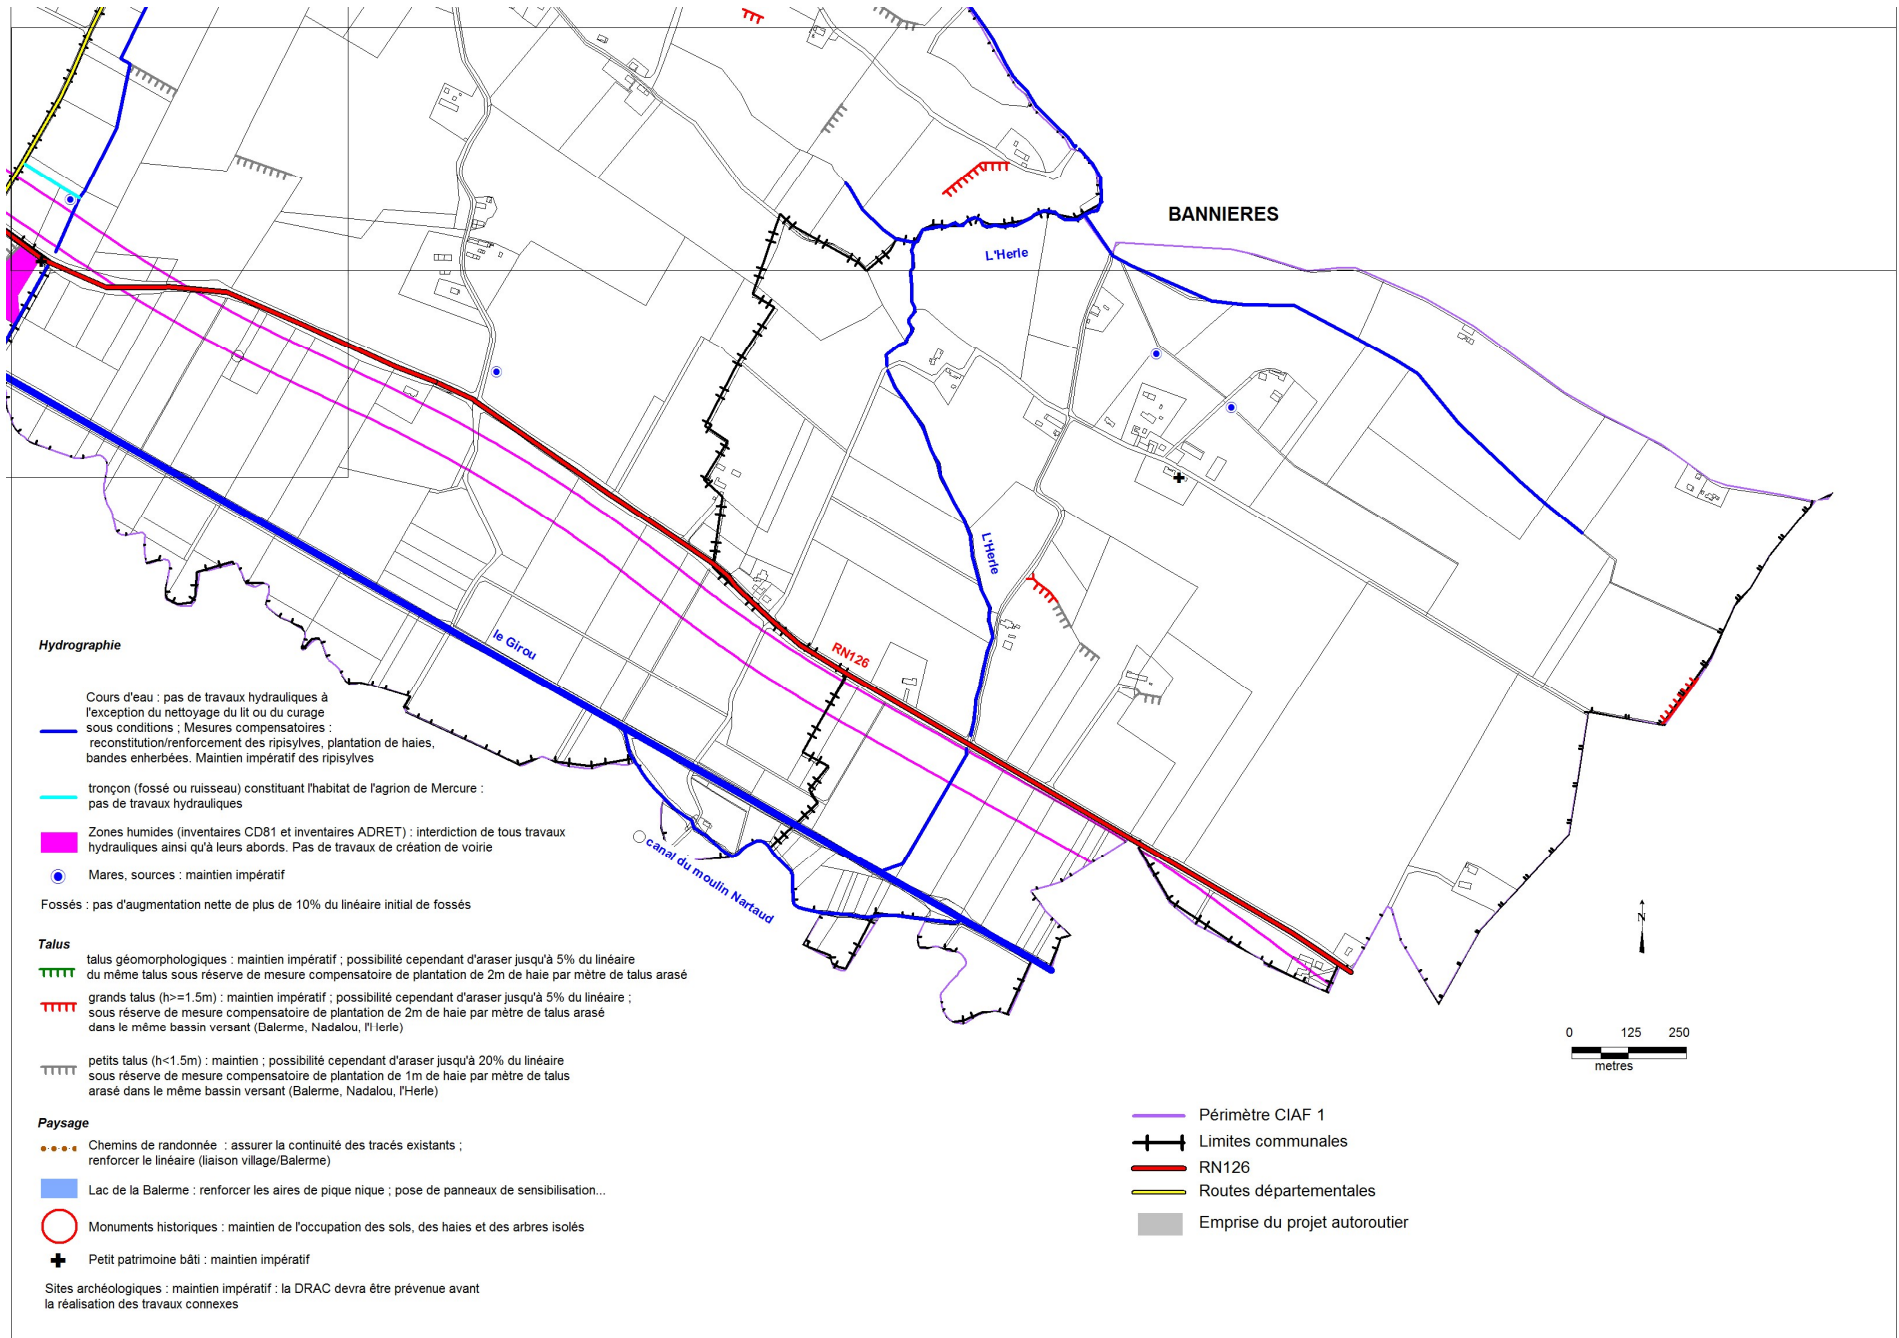 BANNIERES
L'Herle
L'Herle
RN126
le Girou
canal du moulin Nartaud
Hydrographie
Cours d'eau : pas de travaux hydrauliques à
l'exception du nettoyage du lit ou du curage
sous conditions ; Mesures compensatoires :
reconstitution/renforcement des ripisylves, plantation de haies,
bandes enherbées. Maintien impératif des ripisylves
tronçon (fossé ou ruisseau) constituant l'habitat de l'agrion de Mercure :
pas de travaux hydrauliques
Zones humides (inventaires CD81 et inventaires ADRET) : interdiction de tous travaux
hydrauliques ainsi qu'à leurs abords. Pas de travaux de création de voirie
Mares, sources : maintien impératif
Fossés : pas d'augmentation nette de plus de 10% du linéaire initial de fossés
Talus
talus géomorphologiques : maintien impératif ; possibilité cependant d'araser jusqu'à 5% du linéaire
du même talus sous réserve de mesure compensatoire de plantation de 2m de haie par mètre de talus arasé
grands talus (h>=1.5m) : maintien impératif ; possibilité cependant d'araser jusqu'à 5% du linéaire ;
sous réserve de mesure compensatoire de plantation de 2m de haie par mètre de talus arasé
dans le même bassin versant (Balerme, Nadalou, l'Herle)
petits talus (h<1.5m) : maintien ; possibilité cependant d'araser jusqu'à 20% du linéaire
sous réserve de mesure compensatoire de plantation de 1m de haie par mètre de talus
arasé dans le même bassin versant (Balerme, Nadalou, l'Herle)
Paysage
Chemins de randonnée : assurer la continuité des tracés existants ;
renforcer le linéaire (liaison village/Balerme)
Lac de la Balerme : renforcer les aires de pique nique ; pose de panneaux de sensibilisation...
Monuments historiques : maintien de l'occupation des sols, des haies et des arbres isolés
Petit patrimoine bâti : maintien impératif
Sites archéologiques : maintien impératif : la DRAC devra être prévenue avant
la réalisation des travaux connexes
N
0 125 250
metres
Périmètre CIAF 1
Limites communales
RN126
Routes départementales
Emprise du projet autoroutier